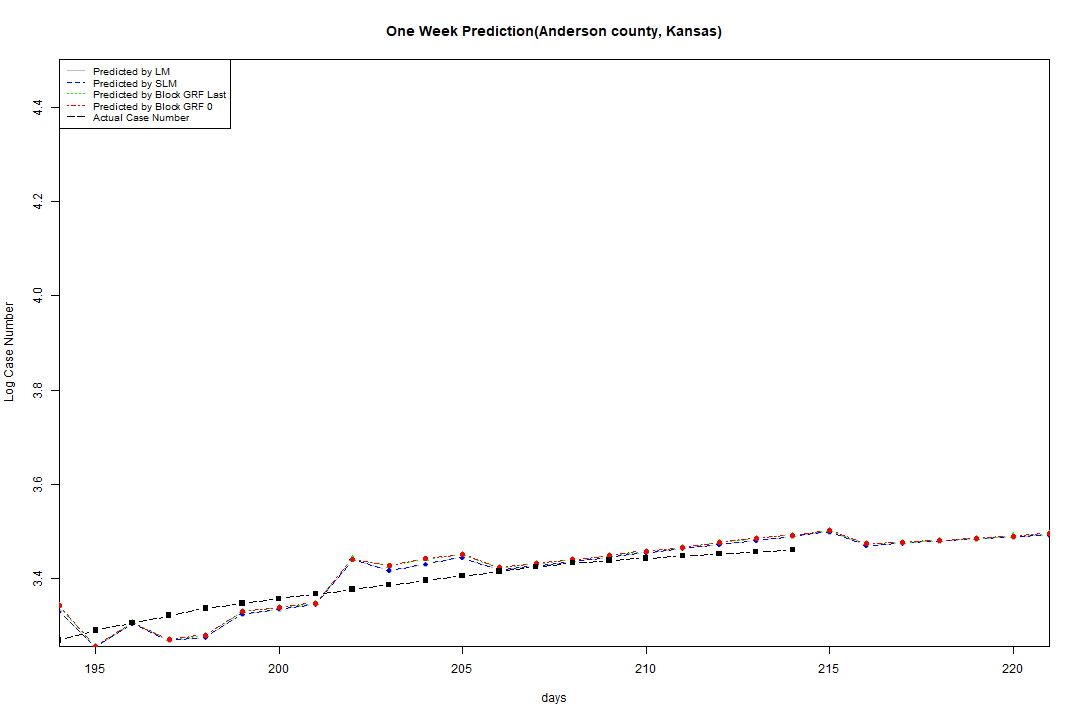 One Week Prediction(Anderson county, Kansas)
Predicted by LM
Predicted by SLM
Predicted by Block GRF Last
Predicted by Block GRF 0
Actual Case Number
4.4
4.2
4.0
3.8
3.6
3.4
Log Case Number
195 200 205 210 215 220
days